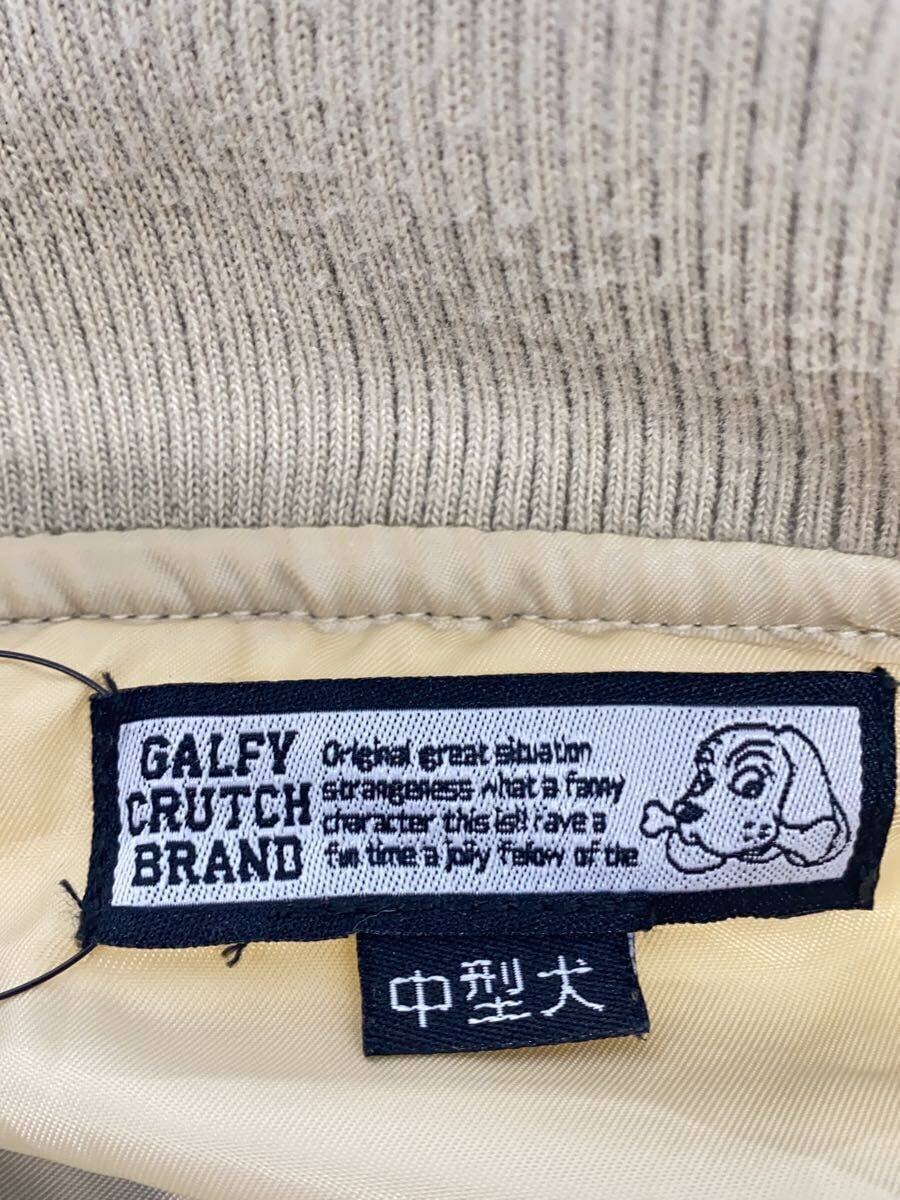 GALFY
CRUTCH
BRAND
Original great situation
strangeness what a fanny
character this is!! have a
fun time a jolly fellow of the
中型犬